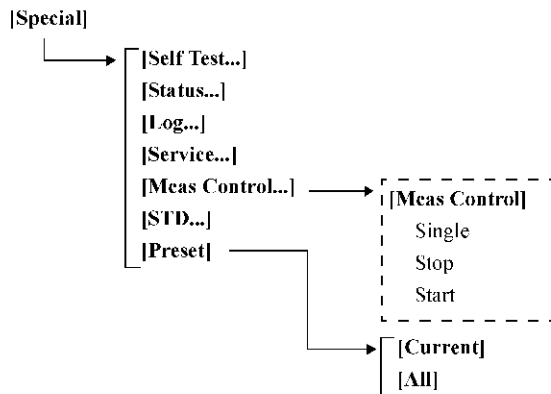 [Special]
[Self Test...]
[Status...]
[Log...]
[Service...]
[Meas Control...]
[STD...]
[Preset]
[Meas Control]
Single
Stop
Start
[Current]
[All]